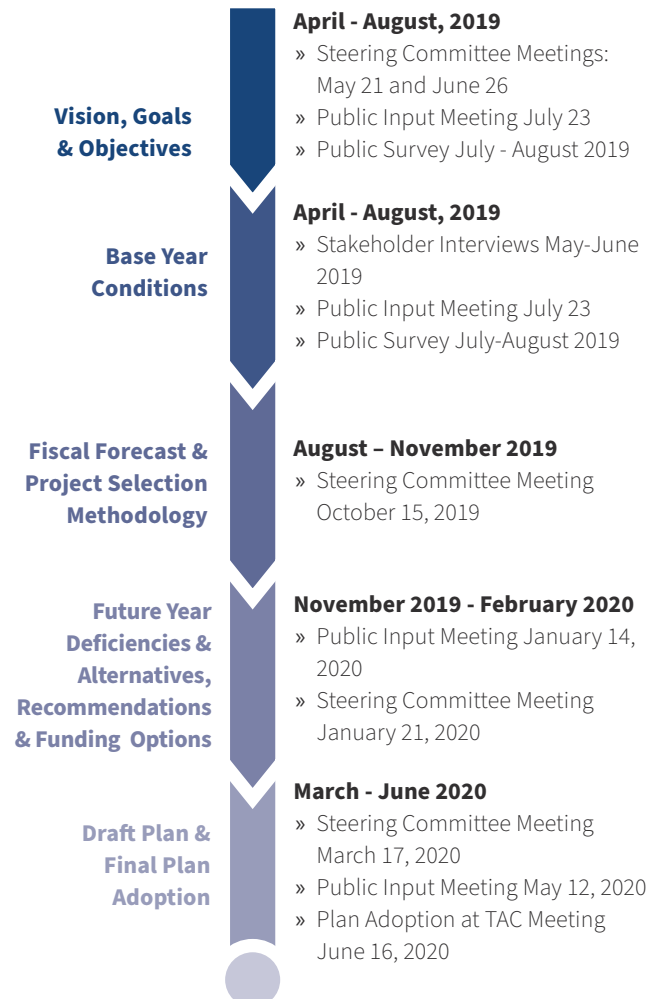 Vision, Goals
& Objectives
April - August, 2019
» Steering Committee Meetings:
May 21 and June 26
» Public Input Meeting July 23
» Public Survey July - August 2019
Base Year
Conditions
April - August, 2019
» Stakeholder Interviews May-June
2019
» Public Input Meeting July 23
» Public Survey July-August 2019
Fiscal Forecast &
Project Selection
Methodology
August – November 2019
» Steering Committee Meeting
October 15, 2019
Future Year
Deficiencies &
Alternatives,
Recommendations
& Funding Options
November 2019 - February 2020
» Public Input Meeting January 14,
2020
» Steering Committee Meeting
January 21, 2020
Draft Plan &
Final Plan
Adoption
March - June 2020
» Steering Committee Meeting
March 17, 2020
» Public Input Meeting May 12, 2020
» Plan Adoption at TAC Meeting
June 16, 2020